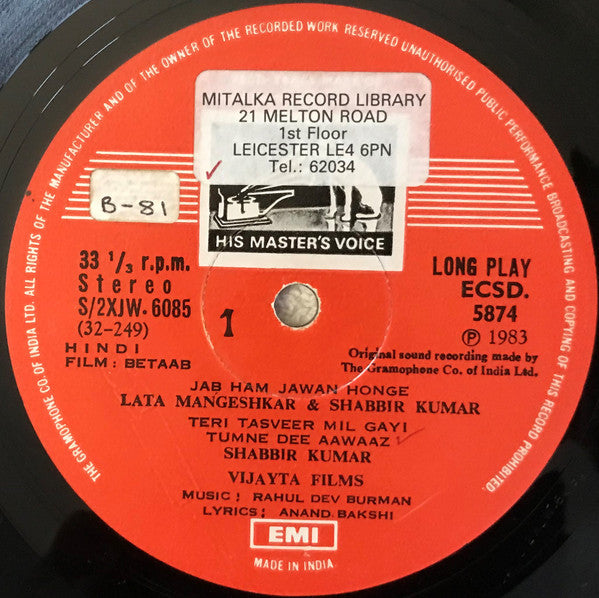 THE GRAMOPHONE CO. OF INDIA LTD. ALL RIGHTS OF THE MANUFACTURER AND OF THE OWNER OF THE RECORDED WORK RESERVED UNAUTHORISED PUBLIC PERFORMANCE BROADCASTING AND COPYING OF THIS RECORD PROHIBITED.
MITALKA RECORD LIBRARY
21 MELTON ROAD
1st Floor
LEICESTER LE4 6PN
Tel.: 62034
B-81
HIS MASTER'S VOICE
33 1/3 r.p.m.
Stereo
S/2XJW. 6085
(32-249)
HINDI
FILM: BETAAB
1
LONG PLAY
ECSD.
5874
℗ 1983
Original sound recording made by
The Gramophone Co. of India Ltd.
JAB HAM JAWAN HONGE
LATA MANGESHKAR & SHABBIR KUMAR
TERI TASVEER MIL GAYI
TUMNE DEE AAWAAZ
SHABBIR KUMAR
VIJAYTA FILMS
MUSIC: RAHUL DEV BURMAN
LYRICS: ANAND BAKSHI
EMI
MADE IN INDIA